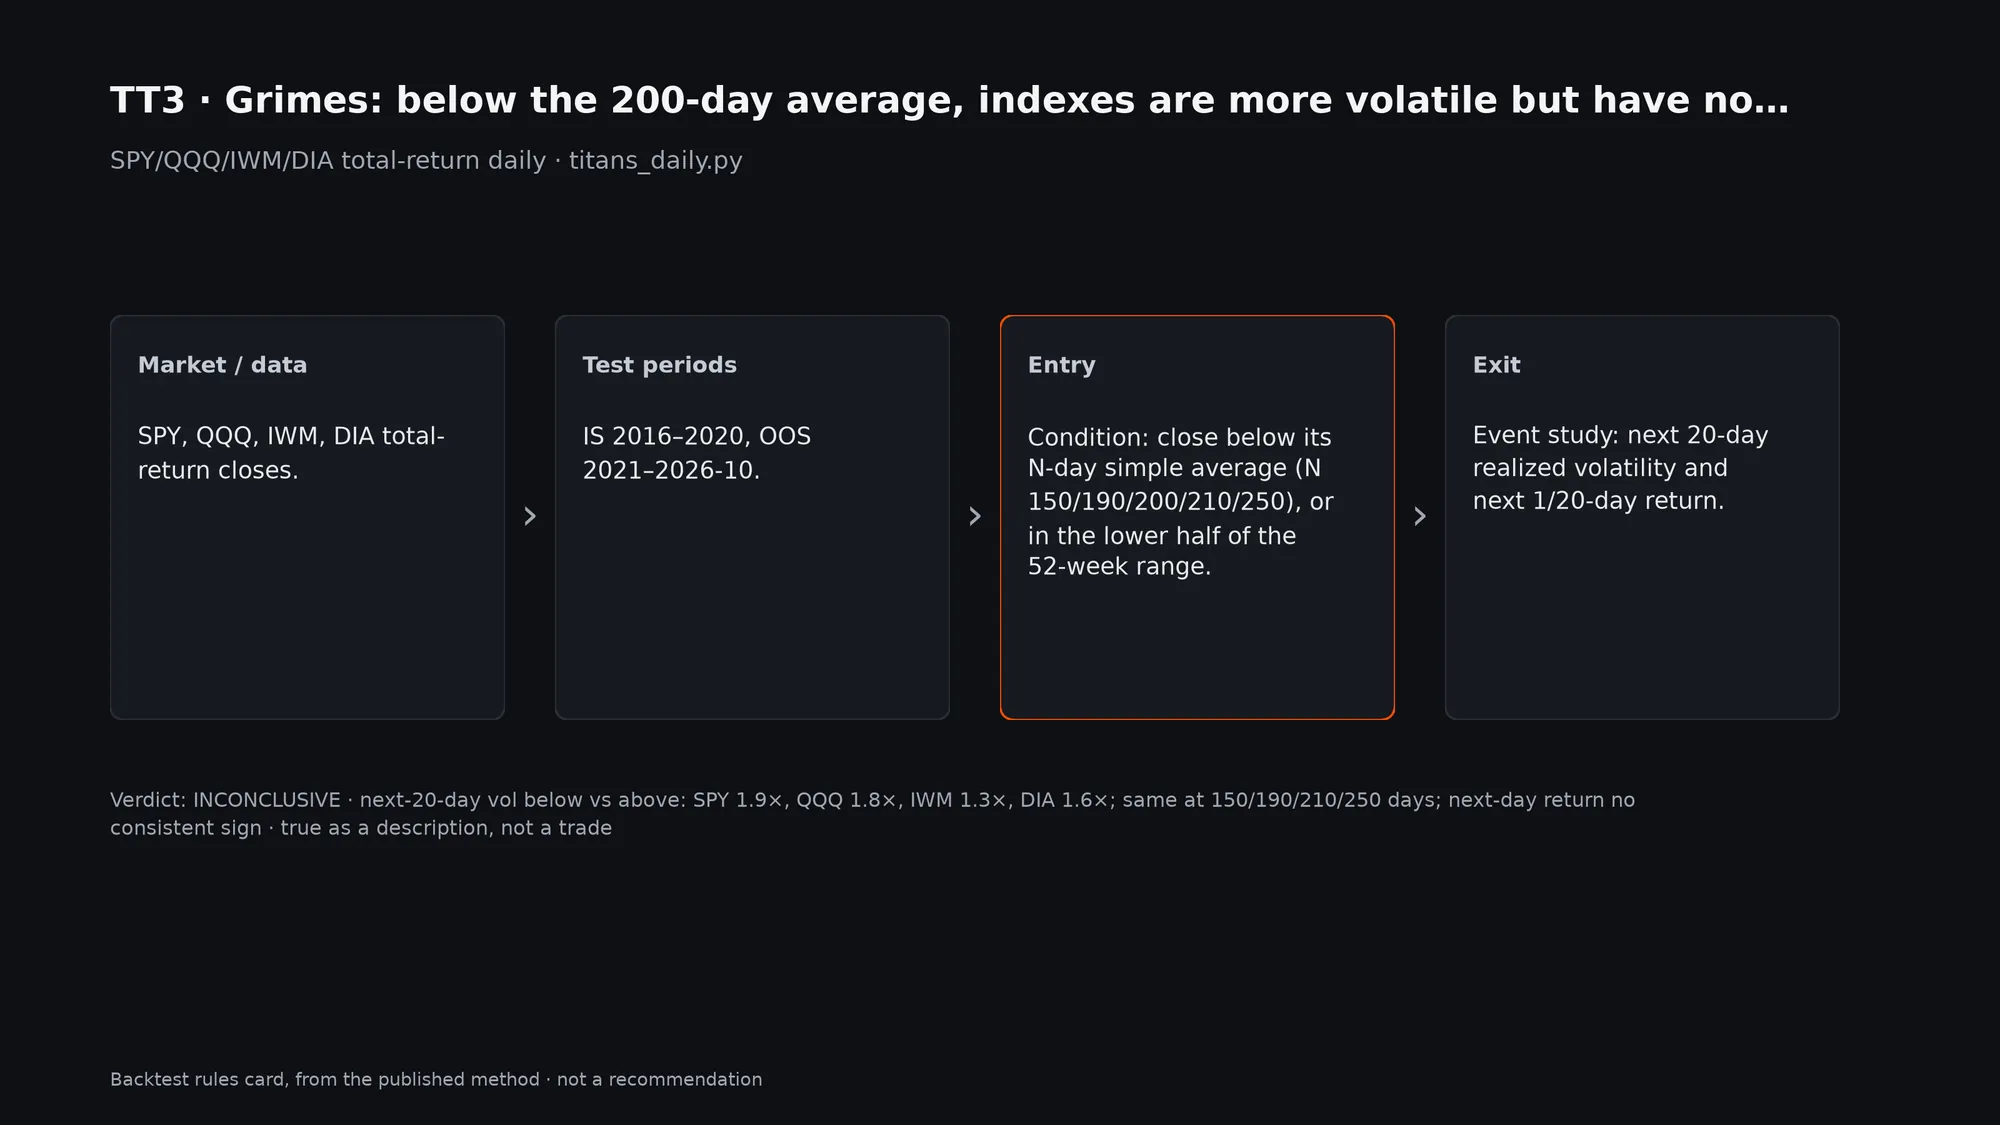 TT3 · Grimes: below the 200-day average, indexes are more volatile but have no…
SPY/QQQ/IWM/DIA total-return daily · titans_daily.py
Market / data
SPY, QQQ, IWM, DIA total-
return closes.
›
Test periods
IS 2016–2020, OOS
2021–2026-10.
›
Entry
Condition: close below its
N-day simple average (N
150/190/200/210/250), or
in the lower half of the
52-week range.
›
Exit
Event study: next 20-day
realized volatility and
next 1/20-day return.
Verdict: INCONCLUSIVE · next-20-day vol below vs above: SPY 1.9×, QQQ 1.8×, IWM 1.3×, DIA 1.6×; same at 150/190/210/250 days; next-day return no
consistent sign · true as a description, not a trade
Backtest rules card, from the published method · not a recommendation